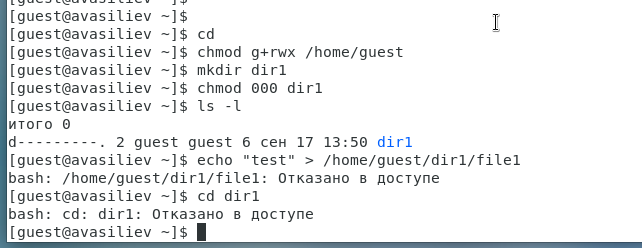 [guest@avasiliev ~]$
[guest@avasiliev ~]$ cd
[guest@avasiliev ~]$ chmod g+rwx /home/guest
[guest@avasiliev ~]$ mkdir dir1
[guest@avasiliev ~]$ chmod 000 dir1
[guest@avasiliev ~]$ ls -l
итого 0
d---------. 2 guest guest 6 сен 17 13:50 dir1
[guest@avasiliev ~]$ echo "test" > /home/guest/dir1/file1
bash: /home/guest/dir1/file1: Отказано в доступе
[guest@avasiliev ~]$ cd dir1
bash: cd: dir1: Отказано в доступе
[guest@avasiliev ~]$